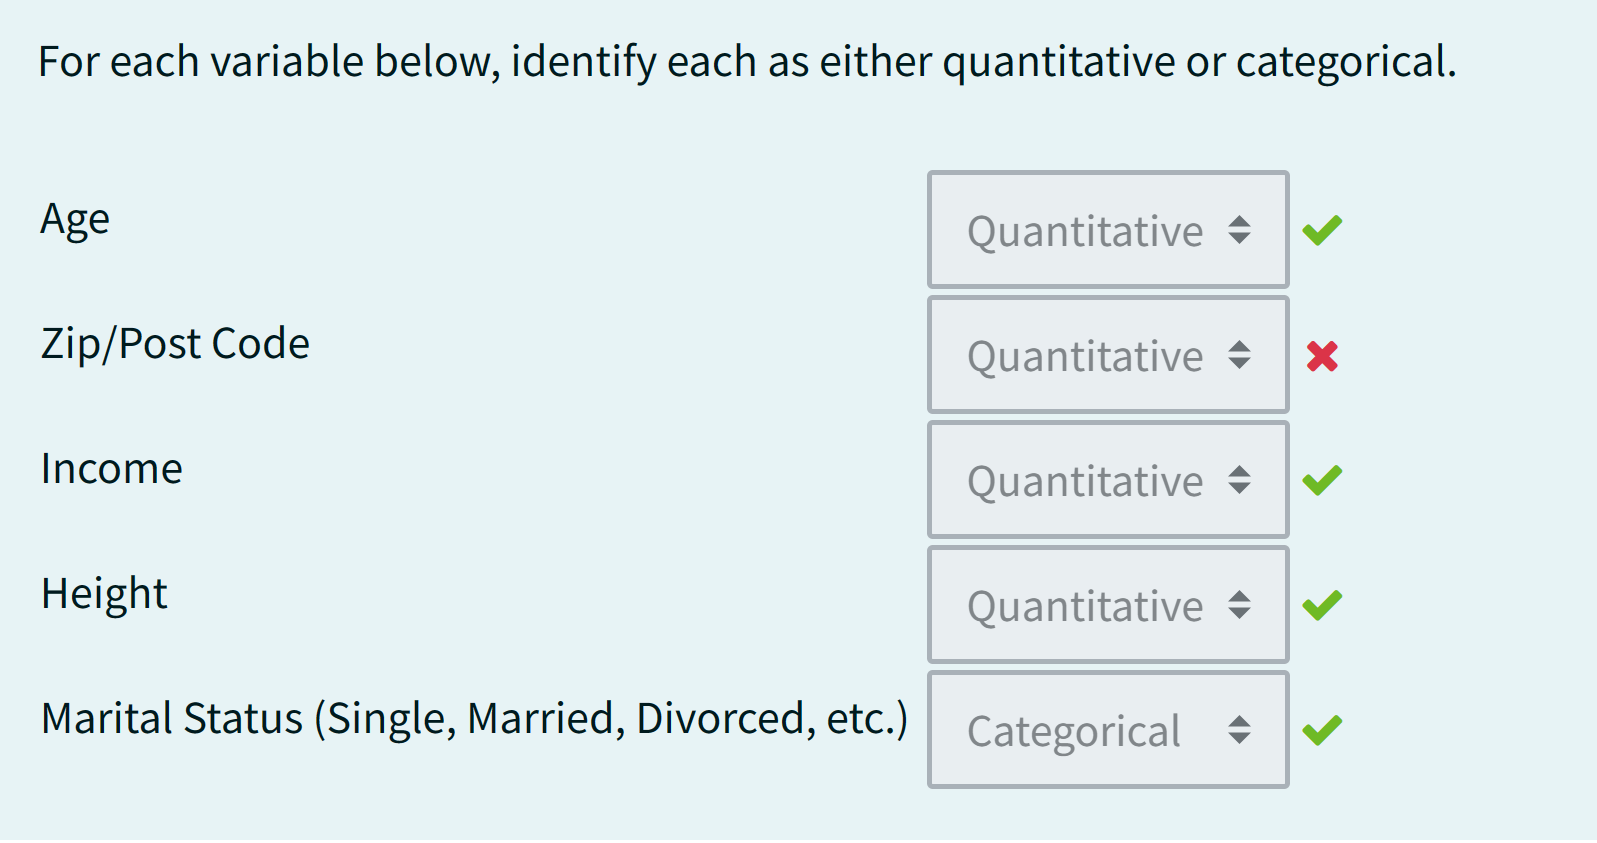 For each variable below, identify each as either quantitative or categorical.
Age Quantitative
Zip/Post Code Quantitative
Income Quantitative
Height Quantitative
Marital Status (Single, Married, Divorced, etc.) Categorical